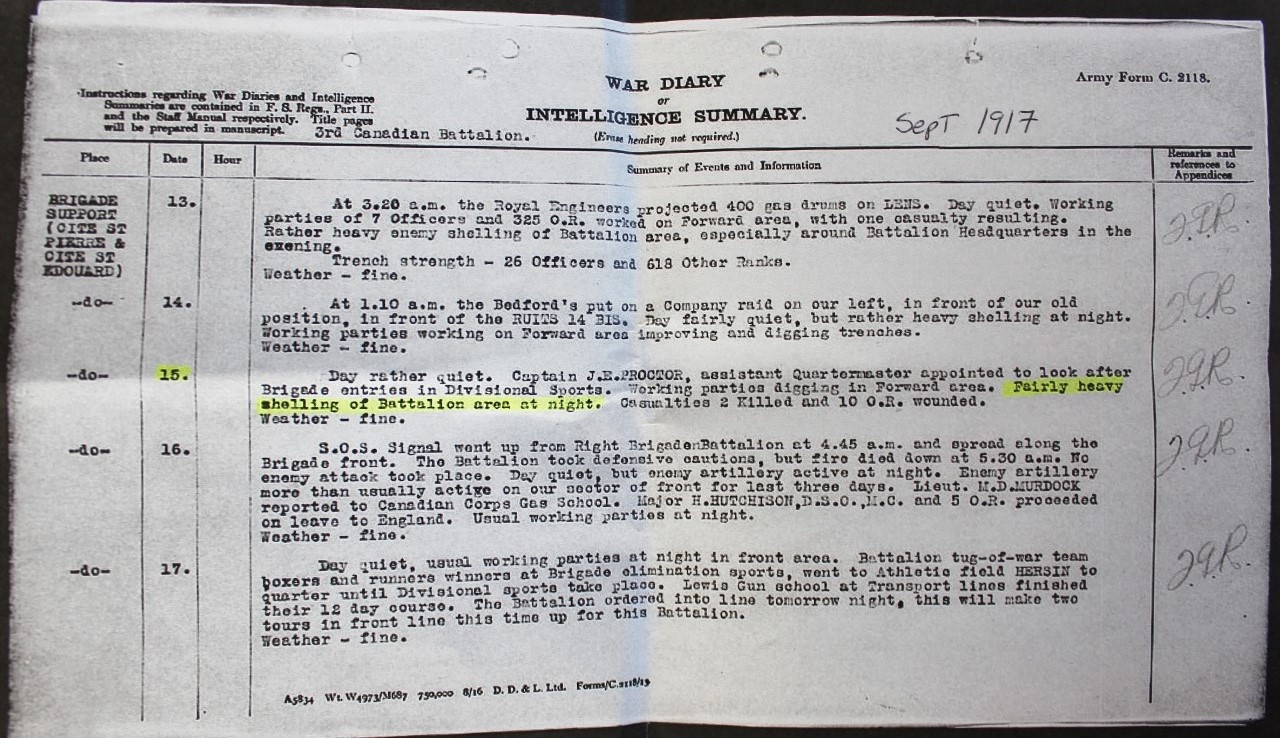 WAR DIARY
or
INTELLIGENCE SUMMARY.
(Erase heading not required.)
Army Form C. 2118.
Instructions regarding War Diaries and Intelligence
Summaries are contained in F. S. Regs., Part II.
and the Staff Manual respectively. Title pages
will be prepared in manuscript.
3rd Canadian Battalion.
Sept 1917
Place Date Hour Summary of Events and Information Remarks and references to Appendices
BRIGADE
SUPPORT
(CITE ST
PIERRE &
CITE ST
EDOUARD)
13.
At 3.20 a.m. the Royal Engineers projected 400 gas drums on LENS. Day quiet. Working
parties of 7 Officers and 325 O.R. worked on Forward area, with one casualty resulting.
Rather heavy enemy shelling of Battalion area, especially around Battalion Headquarters in the
exening.
Trench strength - 26 Officers and 618 Other Ranks.
Weather - fine.
-do- 14.
At 1.10 a.m. the Bedford's put on a Company raid on our left, in front of our old
position, in front of the RUITS 14 BIS. Day fairly quiet, but rather heavy shelling at night.
Working parties working on Forward area improving and digging trenches.
Weather - fine.
-do- 15.
Day rather quiet. Captain J.E.PROCTOR, assistant Quartermaster appointed to look after
Brigade entries in Divisional Sports. Working parties digging in Forward area. Fairly heavy
shelling of Battalion area at night. Casualties 2 Killed and 10 O.R. wounded.
Weather - fine.
-do- 16.
S.O.S. Signal went up from Right BrigadenBattalion at 4.45 a.m. and spread along the
Brigade front. The Battalion took defensive cautions, but fire died down at 5.30 a.m. No
enemy attack took place. Day quiet, but enemy artillery active at night. Enemy artillery
more than usually active on our sector of front for last three days. Lieut. M.D.MURDOCK
reported to Canadian Corps Gas School. Major H.HUTCHISON,D.S.O.,M.C. and 5 O.R. proceeded
on leave to England. Usual working parties at night.
Weather - fine.
-do- 17.
Day quiet, usual working parties at night in front area. Battalion tug-of-war team
boxers and runners winners at Brigade elimination sports, went to Athletic field HERSIN to
quarter until Divisional sports take place. Lewis Gun school at Transport lines finished
their 12 day course. The Battalion ordered into line tomorrow night, this will make two
tours in front line this time up for this Battalion.
Weather - fine.
A5834 Wt. W4973/M687 750,000 8/16 D. D. & L. Ltd. Forms/C.2118/13